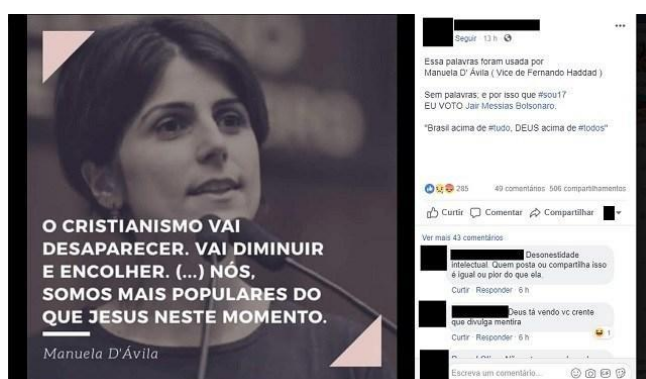 O CRISTIANISMO VAI
DESAPARECER. VAI DIMINUIR
E ENCOLHER. (...) NÓS,
SOMOS MAIS POPULARES DO
QUE JESUS NESTE MOMENTO.
Manuela D'Ávila
Seguir · 13 h ·
Essa palavras foram usada por
Manuela D' Ávila ( Vice de Fernando Haddad )
Sem palavras; e por isso que #sou17
EU VOTO Jair Messias Bolsonaro.
"Brasil acima de #tudo, DEUS acima de #todos"
285
49 comentários 506 compartilhamentos
Curtir Comentar Compartilhar
Ver mais 43 comentários
Desonestidade
intelectual. Quem posta ou compartilha isso
é igual ou pior do que ela.
Curtir · Responder · 6 h
Deus tá vendo vc crente
que divulga mentira
Curtir · Responder · 6 h
1
Escreva um comentário...